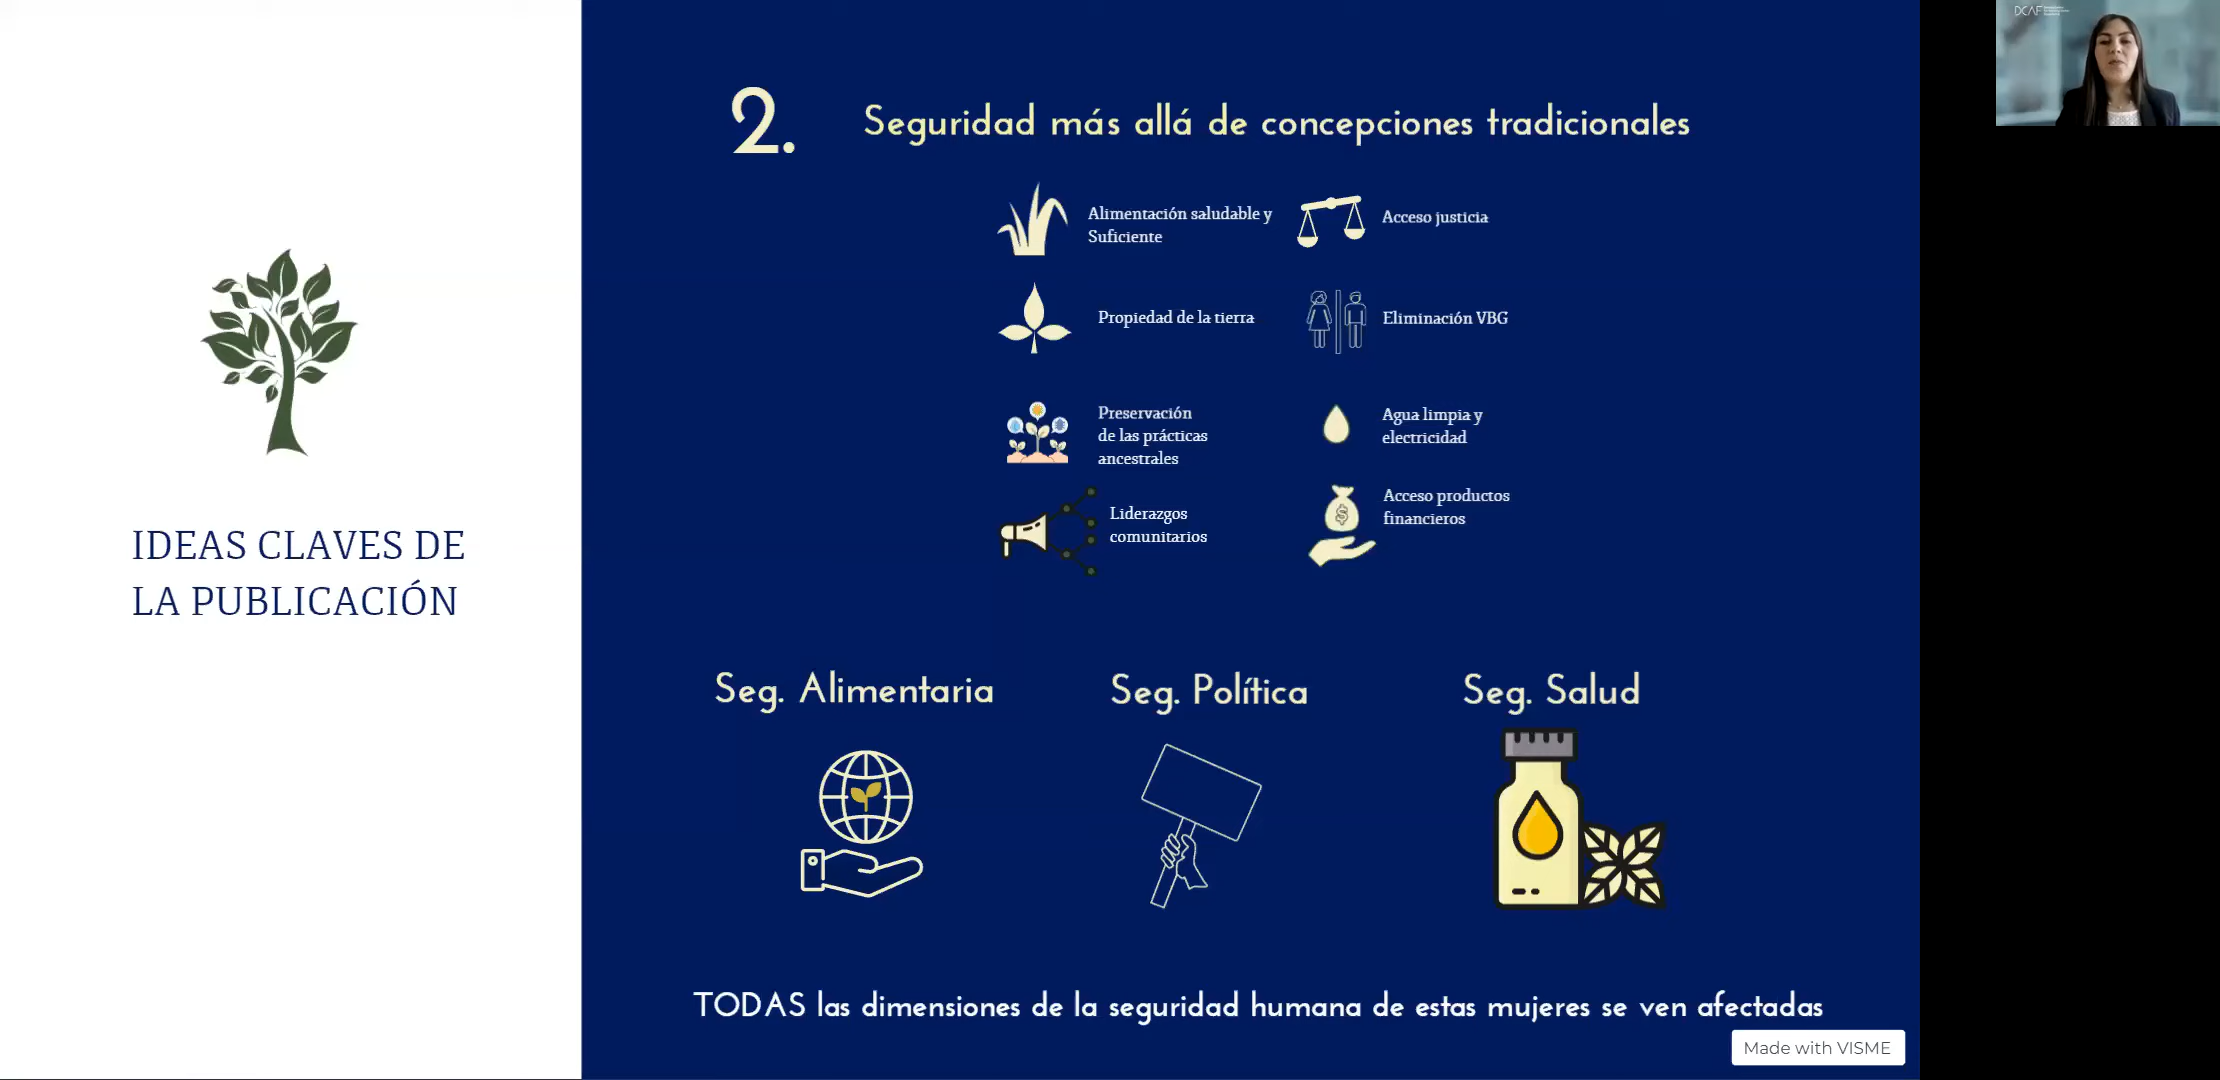 DCAF
2.
Seguridad más allá de concepciones tradicionales
Alimentación saludable y
Suficiente
Acceso justicia
Propiedad de la tierra
Eliminación VBG
Preservación
de las prácticas
ancestrales
Agua limpia y
electricidad
Liderazgos
comunitarios
Acceso productos
financieros
IDEAS CLAVES DE
LA PUBLICACIÓN
Seg. Alimentaria
Seg. Política
Seg. Salud
TODAS las dimensiones de la seguridad humana de estas mujeres se ven afectadas
Made with VISME